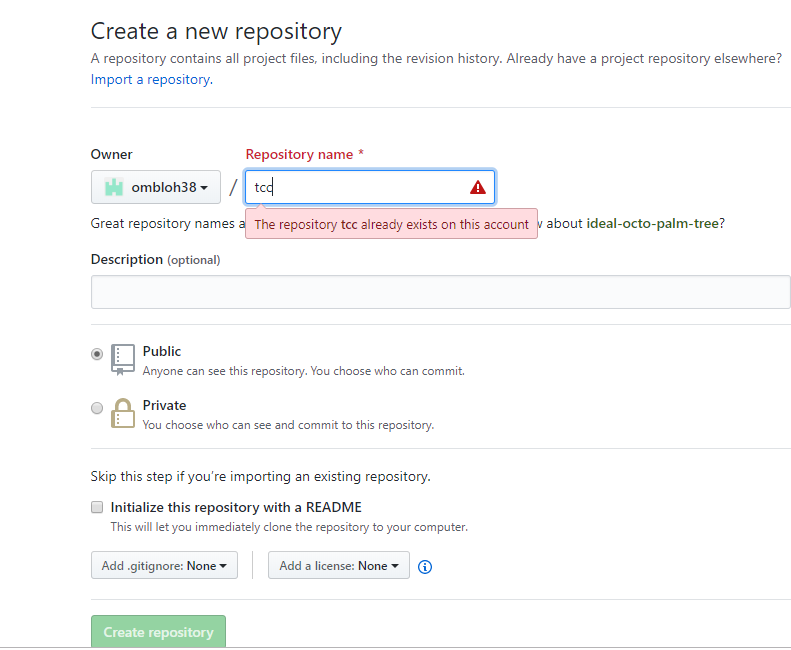 Create a new repository
A repository contains all project files, including the revision history. Already have a project repository elsewhere?
Import a repository.
Owner
Repository name *
ombloh38
/
tcc
Great repository names a
The repository tcc already exists on this account
about ideal-octo-palm-tree?
Description (optional)
Public
Anyone can see this repository. You choose who can commit.
Private
You choose who can see and commit to this repository.
Skip this step if you’re importing an existing repository.
Initialize this repository with a README
This will let you immediately clone the repository to your computer.
Add .gitignore: None
Add a license: None
Create repository